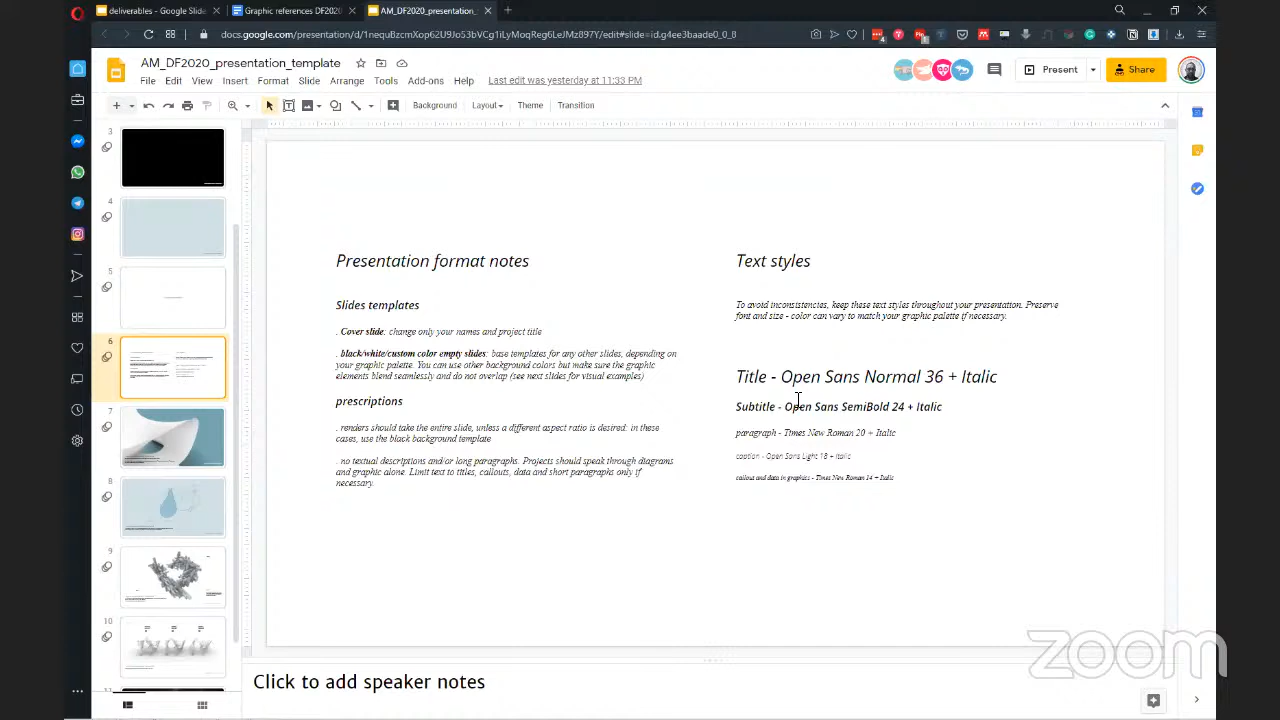 deliverables - Google Slide
Graphic references DF2020
AM_DF2020_presentation_
docs.google.com/presentation/d/1nequBzcmXop62U9Jo53bVCg1iLyMoqReg6LeJMz897Y/edit#slide=id.g4ee3baade0_0_8
AM_DF2020_presentation_template
File Edit View Insert Format Slide Arrange Tools Help Last edit was yesterday at 11:33 PM
Present
Share
Background Layout Theme Transition
3
4
5
6
7
8
9
10
Presentation format notes
Slides templates
. Cover slide: change only your names and project title
. black/white/custom color empty slides: base templates for any other slides, depending on
your graphic palette. You can use other background colors, but make sure the graphic
elements blend seamlessly and do not overlap (see next slides for visual examples)
prescriptions
. renders should take the entire slide, unless a different aspect ratio is desired: in these
cases, use the black background template
. no textual descriptions and/or long paragraphs. Projects should speak through diagrams
and graphic alone. Limit text to titles, callouts, data and short paragraphs only if
necessary.
Text styles
To avoid inconsistencies, keep these text styles throughout your presentation. Preserve
font and size - color can vary to match your graphic palette if necessary.
Title - Open Sans Normal 36 + Italic
Subtitle - Open Sans SemiBold 24 + Italic
paragraph - Times New Roman 20 + Italic
caption - Open Sans Light 18 + Italic
callout and data in graphics - Times New Roman 14 + Italic
Click to add speaker notes
zoom